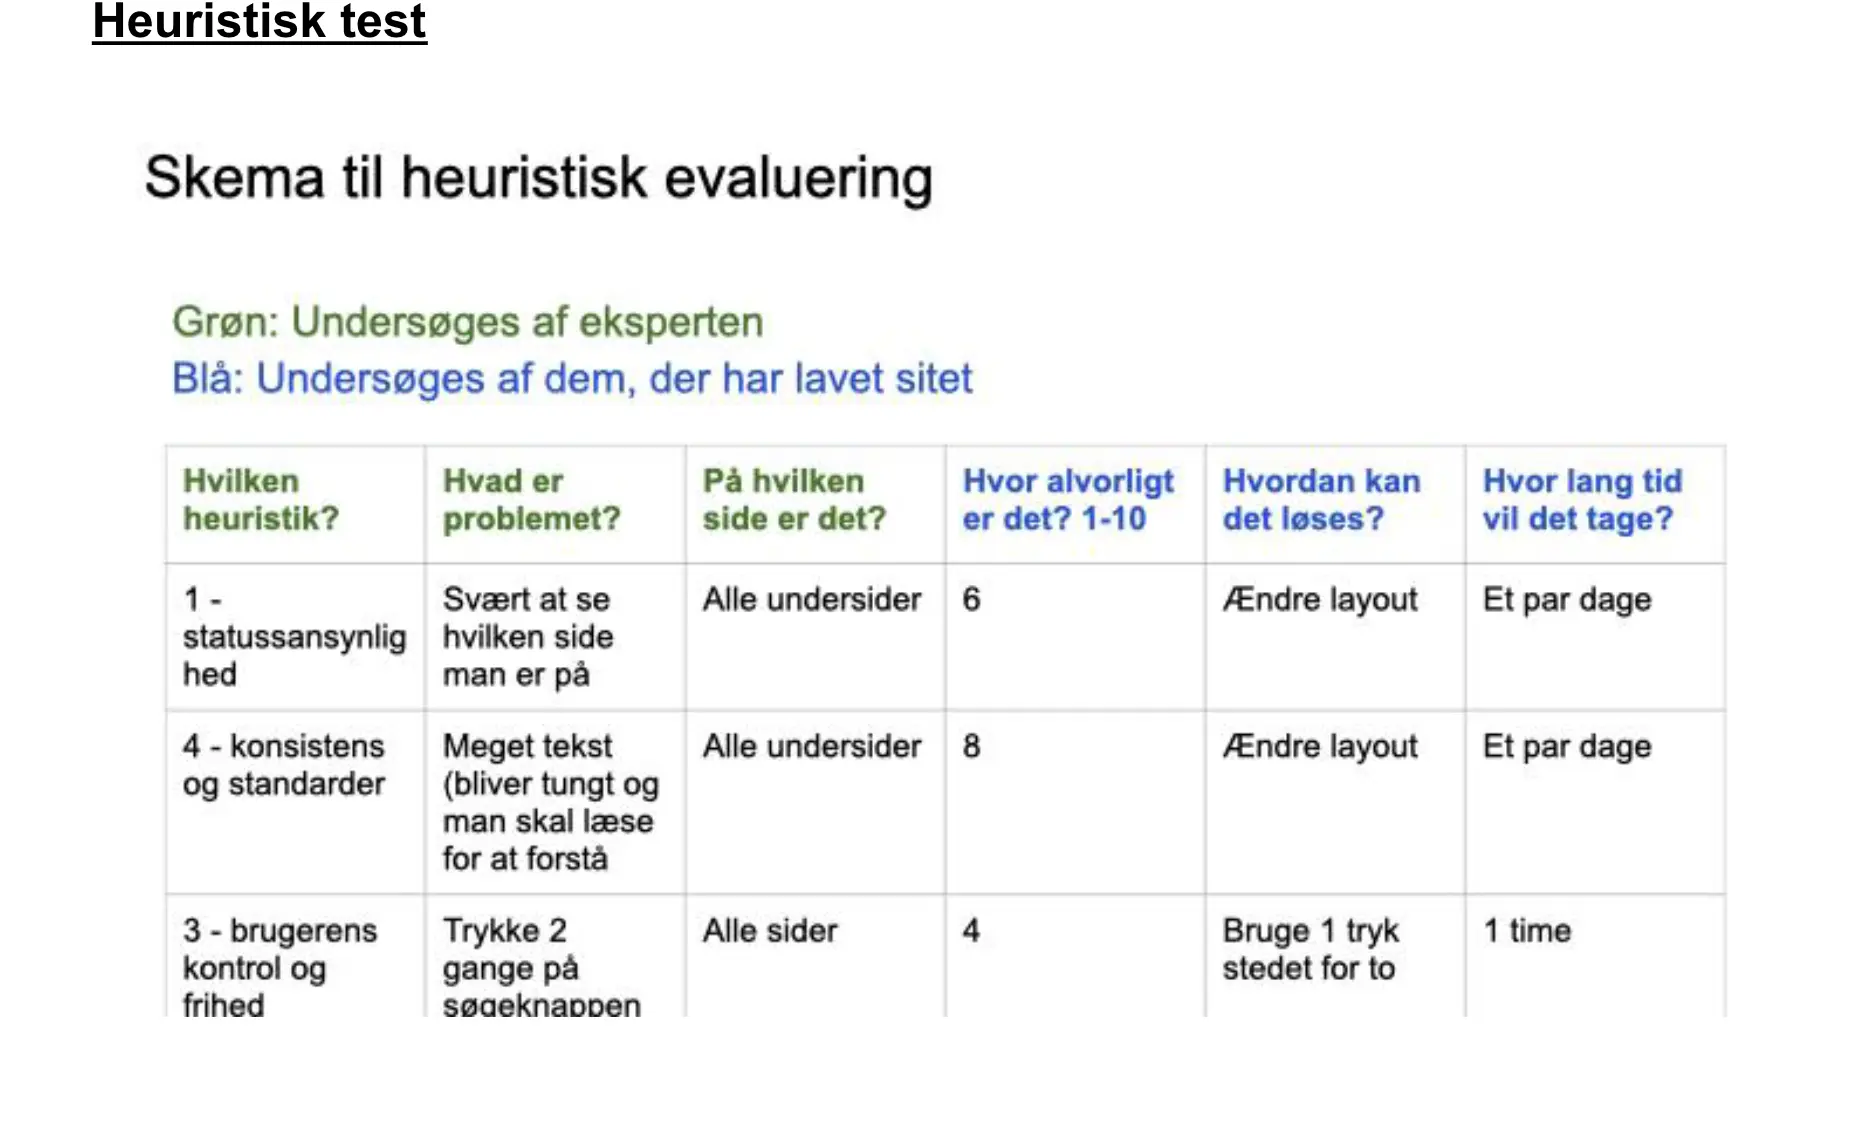 Heuristisk test
Skema til heuristisk evaluering
Grøn: Undersøges af eksperten
Blå: Undersøges af dem, der har lavet sitet
Hvilken
heuristik?
Hvad er
problemet?
På hvilken
side er det?
Hvor alvorligt
er det? 1-10
Hvordan kan
det løses?
Hvor lang tid
vil det tage?
1 -
statussansynlig
hed
Svært at se
hvilken side
man er på
Alle undersider
6
Ændre layout
Et par dage
4 - konsistens
og standarder
Meget tekst
(bliver tungt og
man skal læse
for at forstå
Alle undersider
8
Ændre layout
Et par dage
3 - brugerens
kontrol og
frihed
Trykke 2
gange på
søgeknappen
Alle sider
4
Bruge 1 tryk
stedet for to
1 time